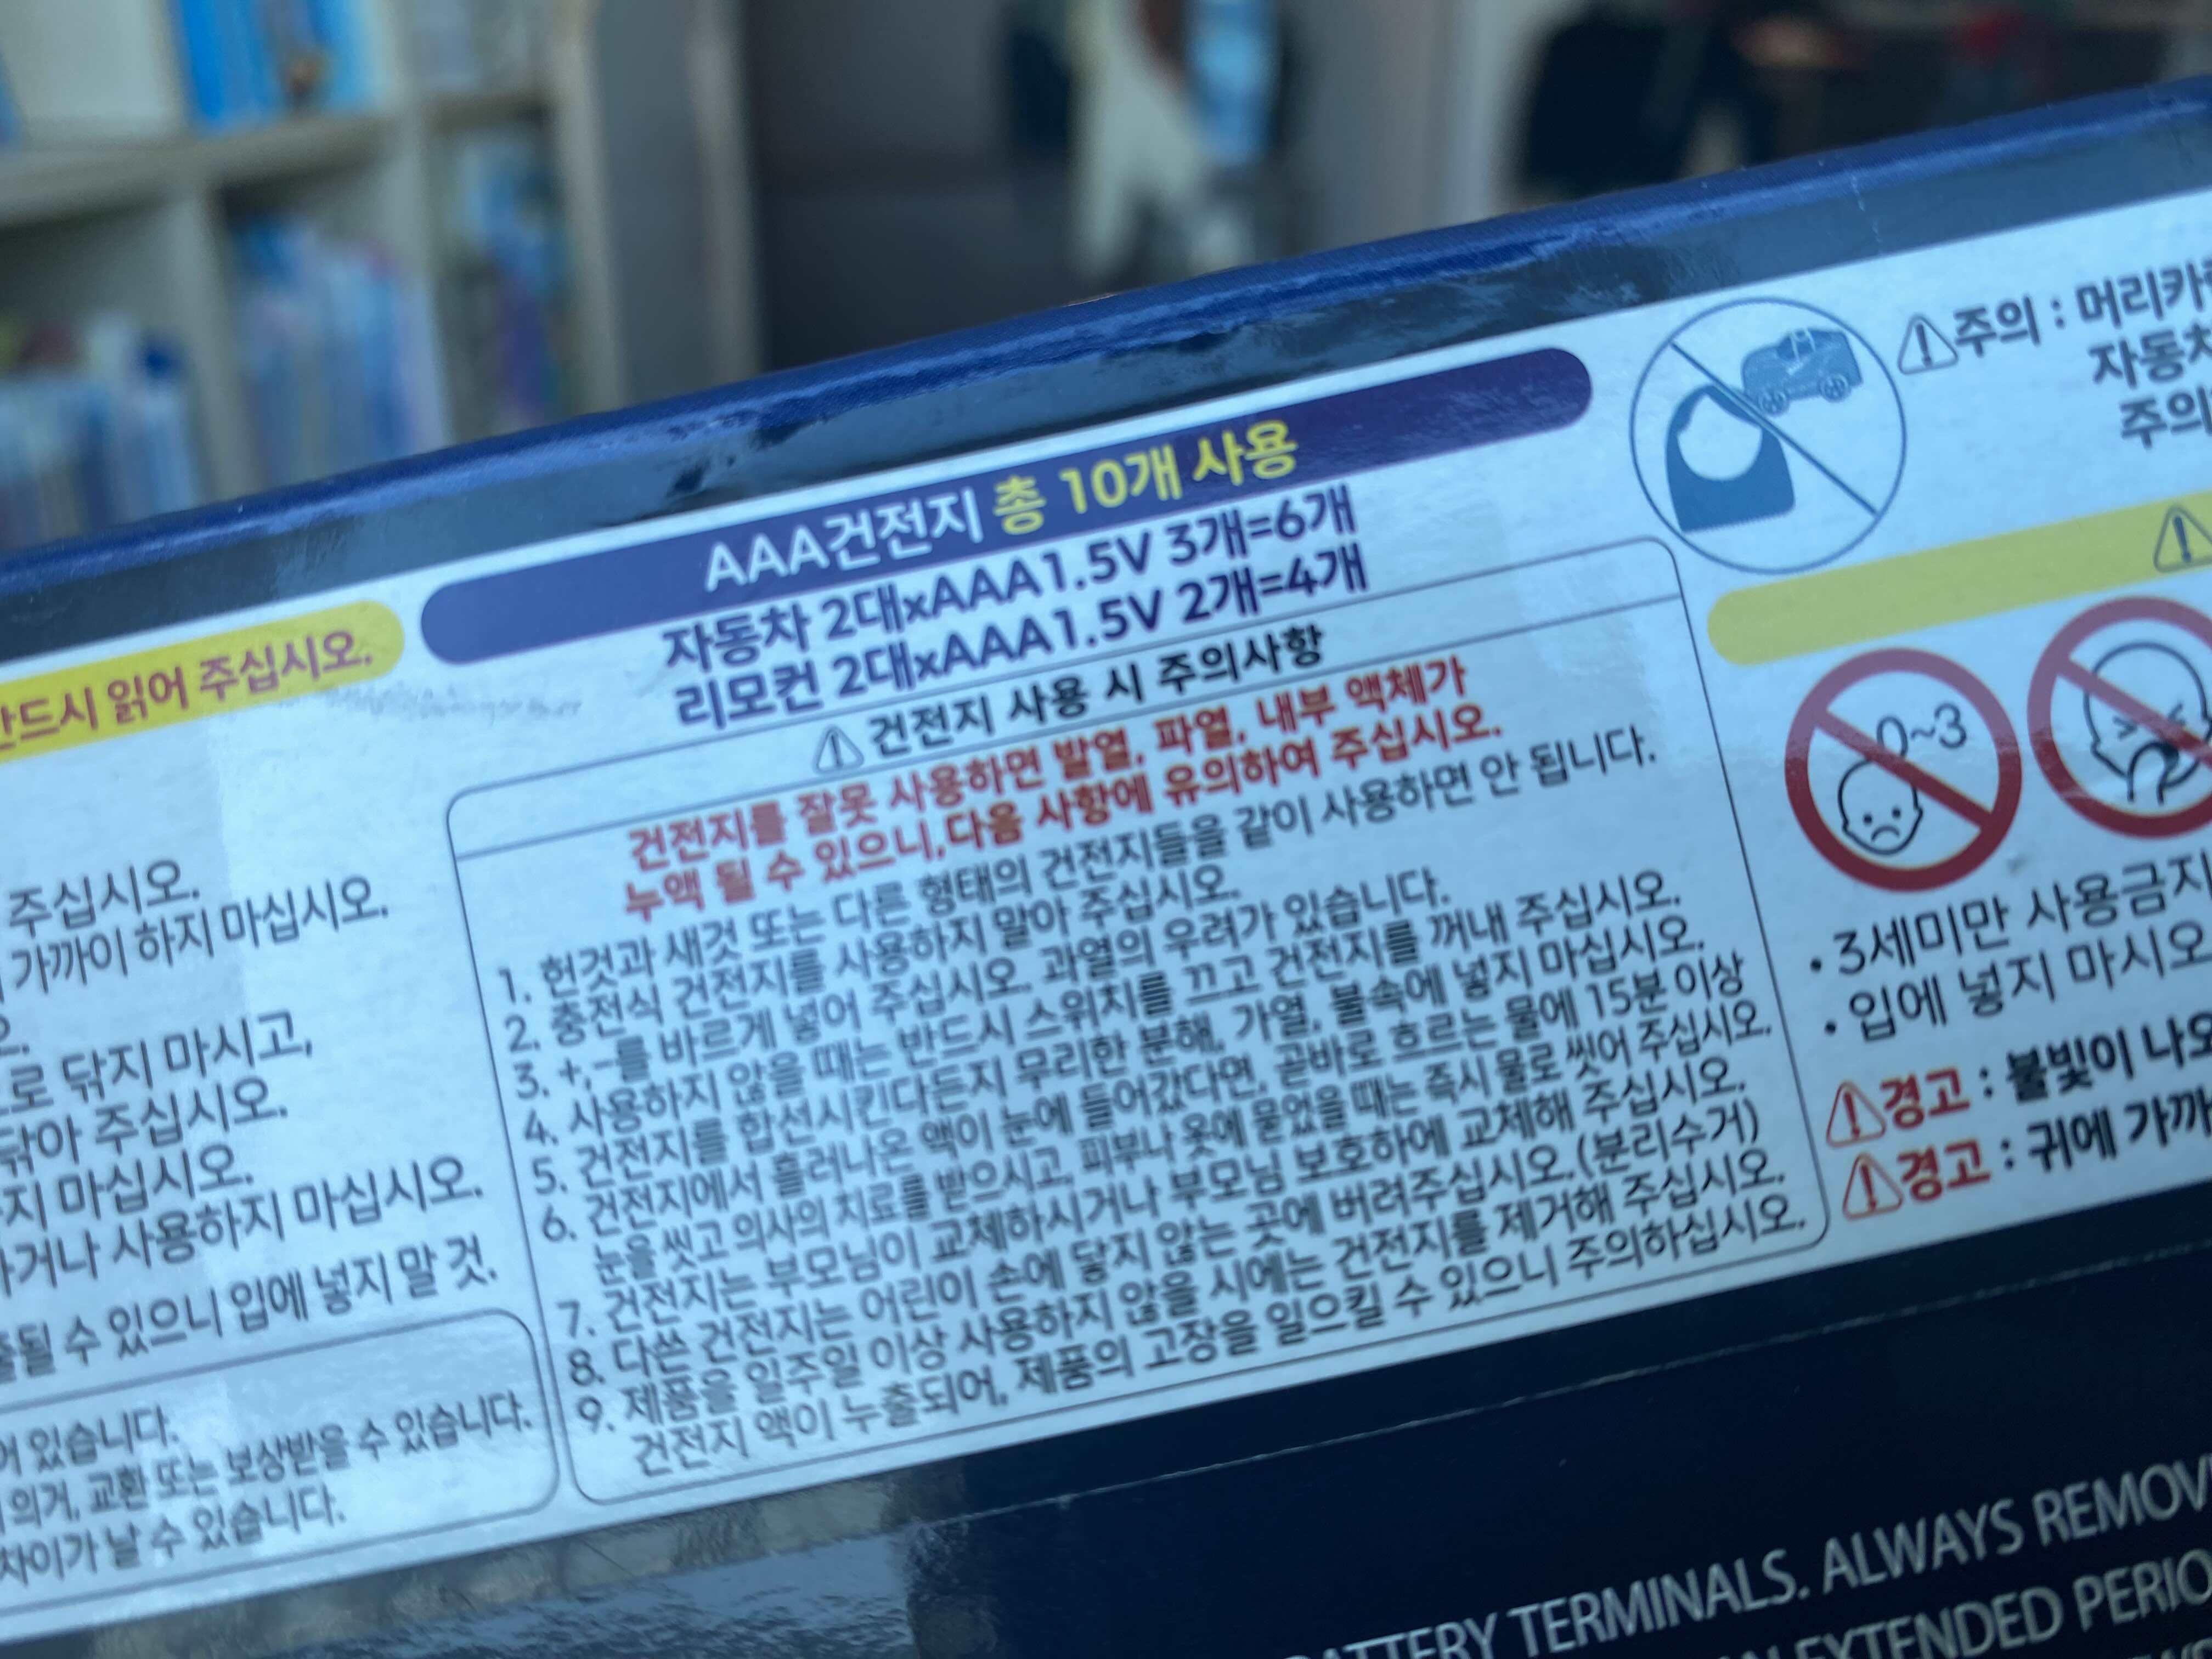 반드시 읽어 주십시오.
주십시오.
가까이 하지 마십시오.
로 닦지 마시고,
닦아 주십시오.
지 마십시오.
거나 사용하지 마십시오.
될 수 있으니 입에 넣지 말 것.
있습니다.
의거, 교환 또는 보상받을 수 있습니다.
차이가 날 수 있습니다.
AAA건전지 총 10개 사용
자동차 2대xAAA1.5V 3개=6개
리모컨 2대xAAA1.5V 2개=4개
⚠건전지 사용 시 주의사항
건전지를 잘못 사용하면 발열, 파열, 내부 액체가
누액 될 수 있으니,다음 사항에 유의하여 주십시오.
1. 헌것과 새것 또는 다른 형태의 건전지들을 같이 사용하면 안 됩니다.
2. 충전식 건전지를 사용하지 말아 주십시오.
3. +,-를 바르게 넣어 주십시오. 과열의 우려가 있습니다.
4. 사용하지 않을 때는 반드시 스위치를 끄고 건전지를 꺼내 주십시오.
5. 건전지를 합선시킨다든지 무리한 분해, 가열, 불속에 넣지 마십시오.
6. 건전지에서 흘러나온 액이 눈에 들어갔다면, 곧바로 흐르는 물에 15분 이상
눈을 씻고 의사의 치료를 받으시고, 피부나 옷에 묻었을 때는 즉시 물로 씻어 주십시오.
7. 건전지는 부모님이 교체하시거나 부모님 보호하에 교체해 주십시오.
8. 다쓴 건전지는 어린이 손에 닿지 않는 곳에 버려주십시오.(분리수거)
9. 제품을 일주일 이상 사용하지 않을 시에는 건전지를 제거해 주십시오.
건전지 액이 누출되어, 제품의 고장을 일으킬 수 있으니 주의하십시오.
⚠주의 : 머리카
자동차
주의
0~3
• 3세미만 사용금지
• 입에 넣지 마시오
⚠경고 : 불빛이 나오
⚠경고 : 귀에 가까
BATTERY TERMINALS. ALWAYS REMOV
EXTENDED PERIO